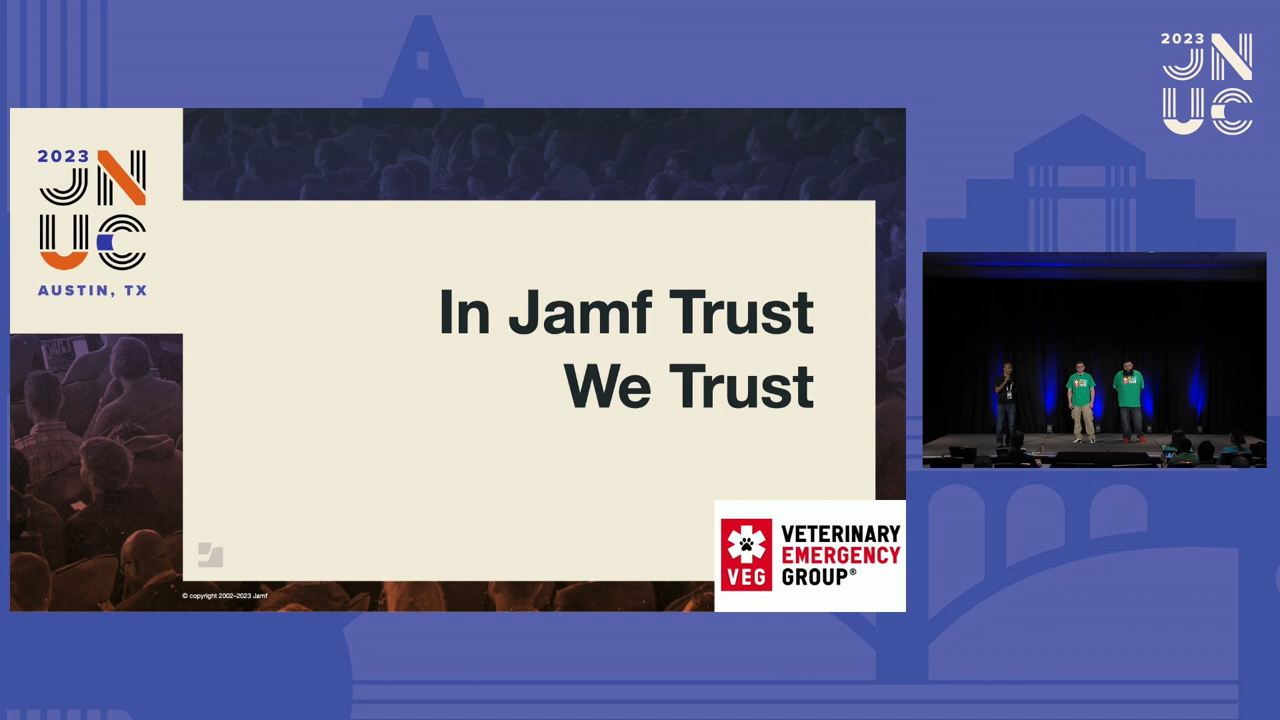 2023
JN
UC
2023
JN
UC
AUSTIN, TX
In Jamf Trust
We Trust
VEG
VETERINARY
EMERGENCY
GROUP®
© copyright 2002–2023 Jamf